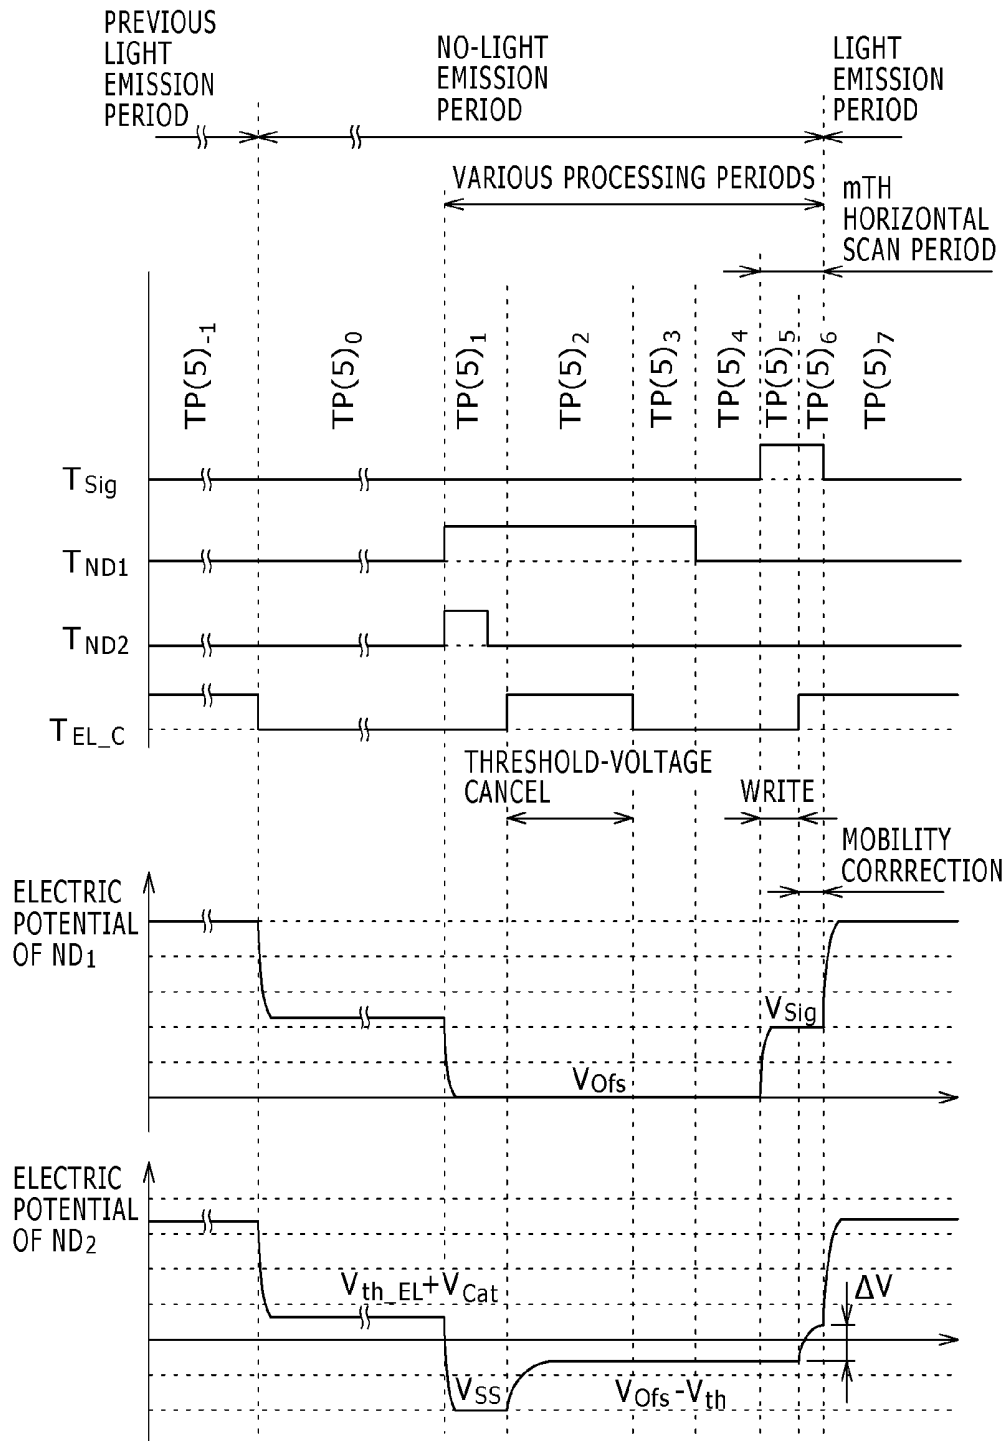 PREVIOUS
LIGHT
EMISSION
PERIOD
NO-LIGHT
EMISSION
PERIOD
LIGHT
EMISSION
PERIOD
VARIOUS PROCESSING PERIODS
mTH
HORIZONTAL
SCAN PERIOD
TP(5)-1
TP(5)0
TP(5)1
TP(5)2
TP(5)3
TP(5)4
TP(5)5
TP(5)6
TP(5)7
TSig
TND1
TND2
TEL_C
THRESHOLD-VOLTAGE
CANCEL
WRITE
MOBILITY
CORRRECTION
ELECTRIC
POTENTIAL
OF ND1
VSig
VOfs
ELECTRIC
POTENTIAL
OF ND2
Vth_EL+VCat
ΔV
VSS
VOfs-Vth